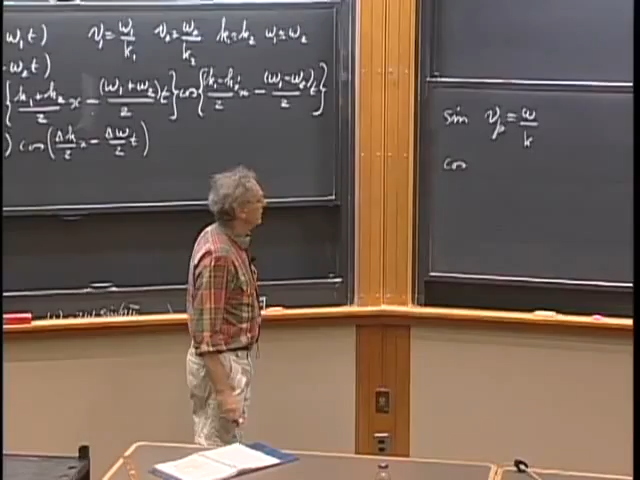 ω₁t) v₁=ω₁/k₁ v₂=ω₂/k₂ k₁≈k₂ ω₁≈ω₂
-ω₂t)
{(k₁+k₂)/2 x - (ω₁+ω₂)/2 t} cos{(k₁-k₂)/2 x - (ω₁-ω₂)/2 t}
) cos(Δk/2 x - Δω/2 t)
sin v_p = ω/k
cos